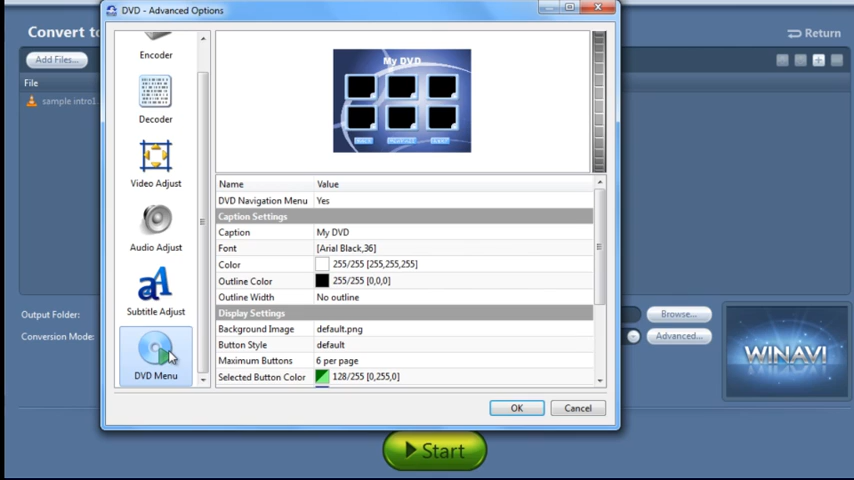 DVD - Advanced Options
Convert to
Return
Add Files...
File
sample intro1.
Encoder
Decoder
Video Adjust
Audio Adjust
Subtitle Adjust
DVD Menu
My DVD
Name Value
DVD Navigation Menu Yes
Caption Settings
Caption My DVD
Font [Arial Black,36]
Color 255/255 [255,255,255]
Outline Color 255/255 [0,0,0]
Outline Width No outline
Display Settings
Background Image default.png
Button Style default
Maximum Buttons 6 per page
Selected Button Color 128/255 [0,255,0]
OK Cancel
Output Folder: Browse...
Conversion Mode: Advanced...
WINAVI
Start